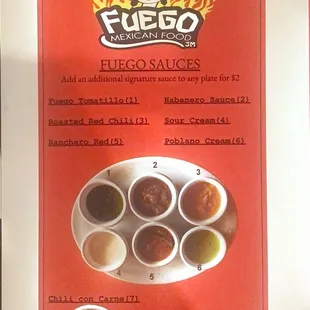 FUEGO
MEXICAN FOOD
JM
FUEGO SAUCES
Add an additional signature sauce to any plate for $2
Fuego Tomatillo(1)
Habanero Sauce(2)
Roasted Red Chili(3)
Sour Cream(4)
Ranchero Red(5)
Poblano Cream(6)
1
2
3
4
5
6
Chili con Carne(7)